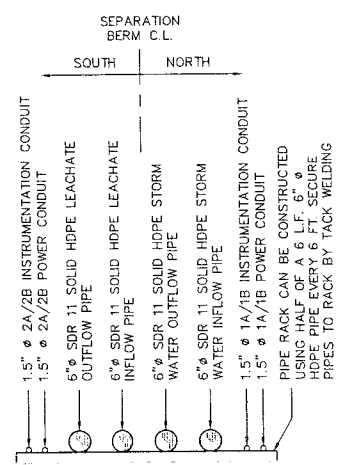 SEPARATION
BERM C.L.
SOUTH
NORTH
1.5" ø 2A/2B INSTRUMENTATION CONDUIT
1.5" ø 2A/2B POWER CONDUIT
6"ø SDR 11 SOLID HDPE LEACHATE
OUTFLOW PIPE
6"ø SDR 11 SOLID HDPE LEACHATE
INFLOW PIPE
6"ø SDR 11 SOLID HDPE STORM
WATER OUTFLOW PIPE
6"ø SDR 11 SOLID HDPE STORM
WATER INFLOW PIPE
1.5" ø 1A/1B INSTRUMENTATION CONDUIT
1.5" ø 1A/1B POWER CONDUIT
PIPE RACK CAN BE CONSTRUCTED
USING HALF OF A 6 L.F. 6" ø
HDPE PIPE EVERY 6 FT. SECURE
PIPES TO RACK BY TACK WELDING